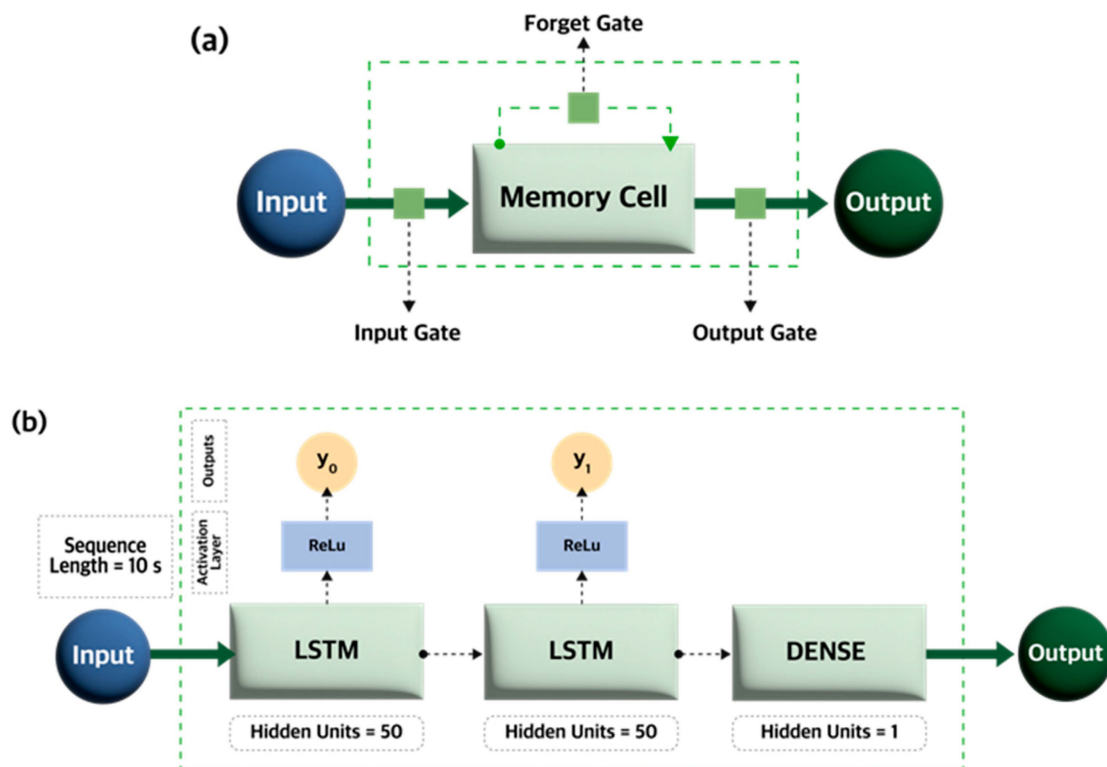 (a)
Forget Gate
Input
Memory Cell
Output
Input Gate
Output Gate
(b)
Outputs
y0
y1
Activation
Layer
ReLu
ReLu
Sequence
Length = 10 s
Input
LSTM
LSTM
DENSE
Output
Hidden Units = 50
Hidden Units = 50
Hidden Units = 1